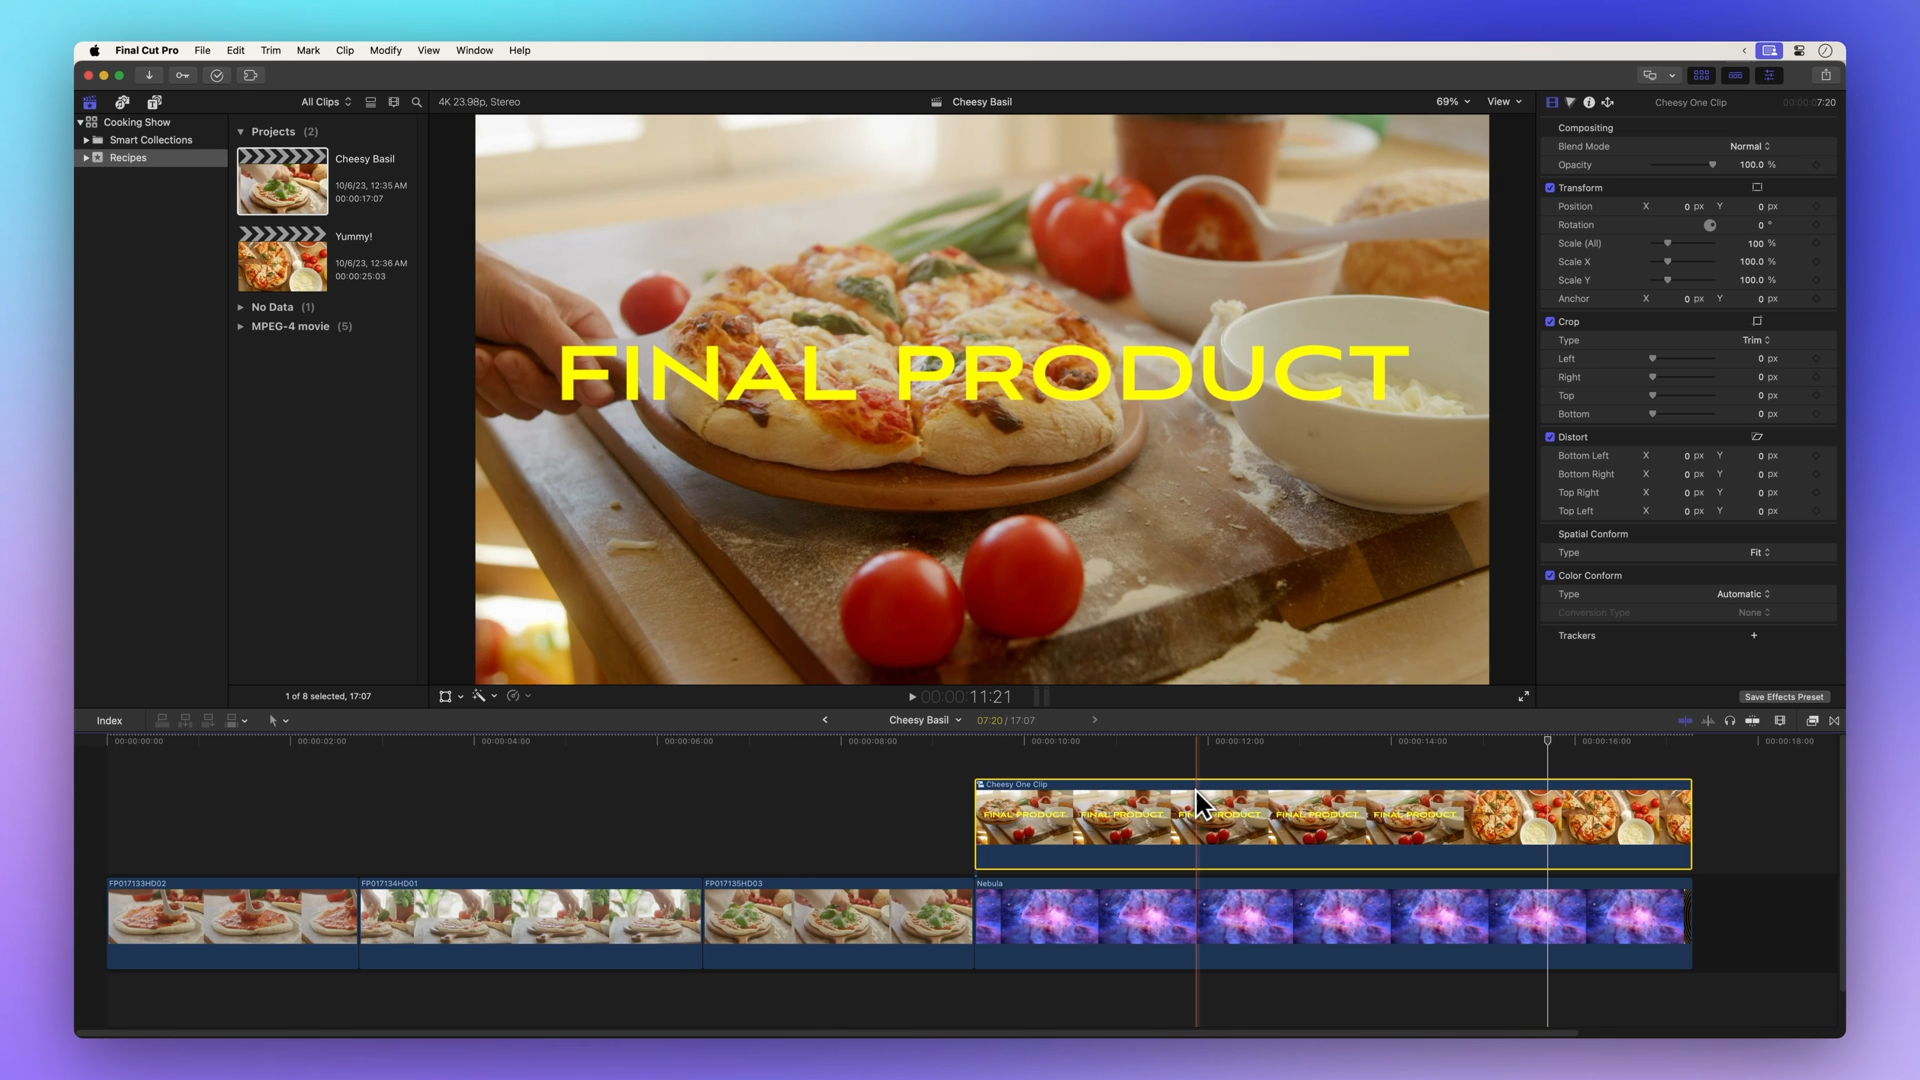 Final Cut Pro File Edit Trim Mark Clip Modify View Window Help
All Clips
4K 23.98p, Stereo
Cheesy Basil
69%
View
Cheesy One Clip
00:00:07:20
Cooking Show
Smart Collections
Recipes
Projects (2)
Cheesy Basil
10/6/23, 12:35 AM
00:00:17:07
Yummy!
10/6/23, 12:36 AM
00:00:25:03
No Data (1)
MPEG-4 movie (5)
1 of 8 selected, 17:07
FINAL PRODUCT
00:00:11:21
Compositing
Blend Mode Normal
Opacity 100.0 %
Transform
Position X 0 px Y 0 px
Rotation 0 °
Scale (All) 100 %
Scale X 100.0 %
Scale Y 100.0 %
Anchor X 0 px Y 0 px
Crop
Type Trim
Left 0 px
Right 0 px
Top 0 px
Bottom 0 px
Distort
Bottom Left X 0 px Y 0 px
Bottom Right X 0 px Y 0 px
Top Right X 0 px Y 0 px
Top Left X 0 px Y 0 px
Spatial Conform
Type Fit
Color Conform
Type Automatic
Conversion Type None
Trackers +
Save Effects Preset
Index
Cheesy Basil
07:20 / 17:07
00:00:00:00 00:00:02:00 00:00:04:00 00:00:06:00 00:00:08:00 00:00:10:00 00:00:12:00 00:00:14:00 00:00:16:00 00:00:18:00
Cheesy One Clip
FINAL PRODUCT FINAL PRODUCT FINAL PRODUCT FINAL PRODUCT
FP017133HD02 FP017134HD01 FP017135HD03 Nebula